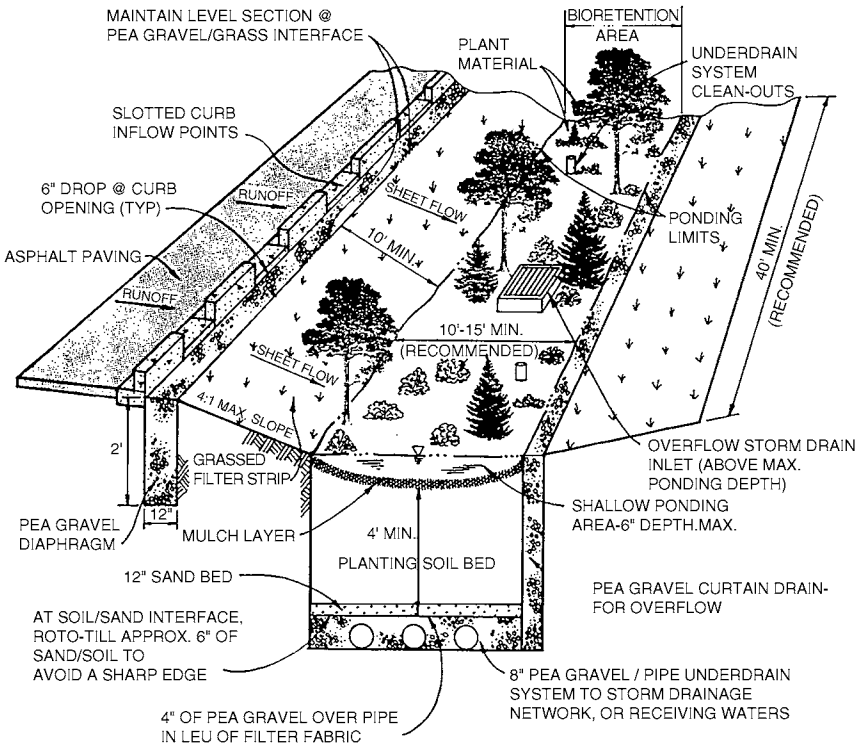 MAINTAIN LEVEL SECTION @
PEA GRAVEL/GRASS INTERFACE
BIORETENTION
AREA
PLANT
MATERIAL
UNDERDRAIN
SYSTEM
CLEAN-OUTS
SLOTTED CURB
INFLOW POINTS
6" DROP @ CURB
OPENING (TYP)
RUNOFF
SHEET FLOW
PONDING
LIMITS
10' MIN.
ASPHALT PAVING
40' MIN.
(RECOMMENDED)
RUNOFF
10'-15' MIN.
(RECOMMENDED)
SHEET FLOW
4:1 MAX. SLOPE
2'
GRASSED
FILTER STRIP
OVERFLOW STORM DRAIN
INLET (ABOVE MAX.
PONDING DEPTH)
SHALLOW PONDING
AREA-6" DEPTH.MAX.
12"
PEA GRAVEL
DIAPHRAGM
MULCH LAYER
4' MIN.
PLANTING SOIL BED
12" SAND BED
PEA GRAVEL CURTAIN DRAIN-
FOR OVERFLOW
AT SOIL/SAND INTERFACE,
ROTO-TILL APPROX. 6" OF
SAND/SOIL TO
AVOID A SHARP EDGE
8" PEA GRAVEL / PIPE UNDERDRAIN
SYSTEM TO STORM DRAINAGE
NETWORK, OR RECEIVING WATERS
4" OF PEA GRAVEL OVER PIPE
IN LEU OF FILTER FABRIC